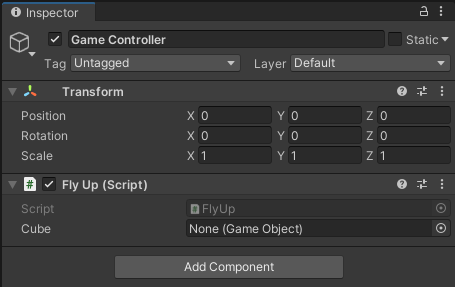 Inspector
Game Controller Static
Tag Untagged Layer Default
Transform
Position X 0 Y 0 Z 0
Rotation X 0 Y 0 Z 0
Scale X 1 Y 1 Z 1
# Fly Up (Script)
Script # FlyUp
Cube None (Game Object)
Add Component